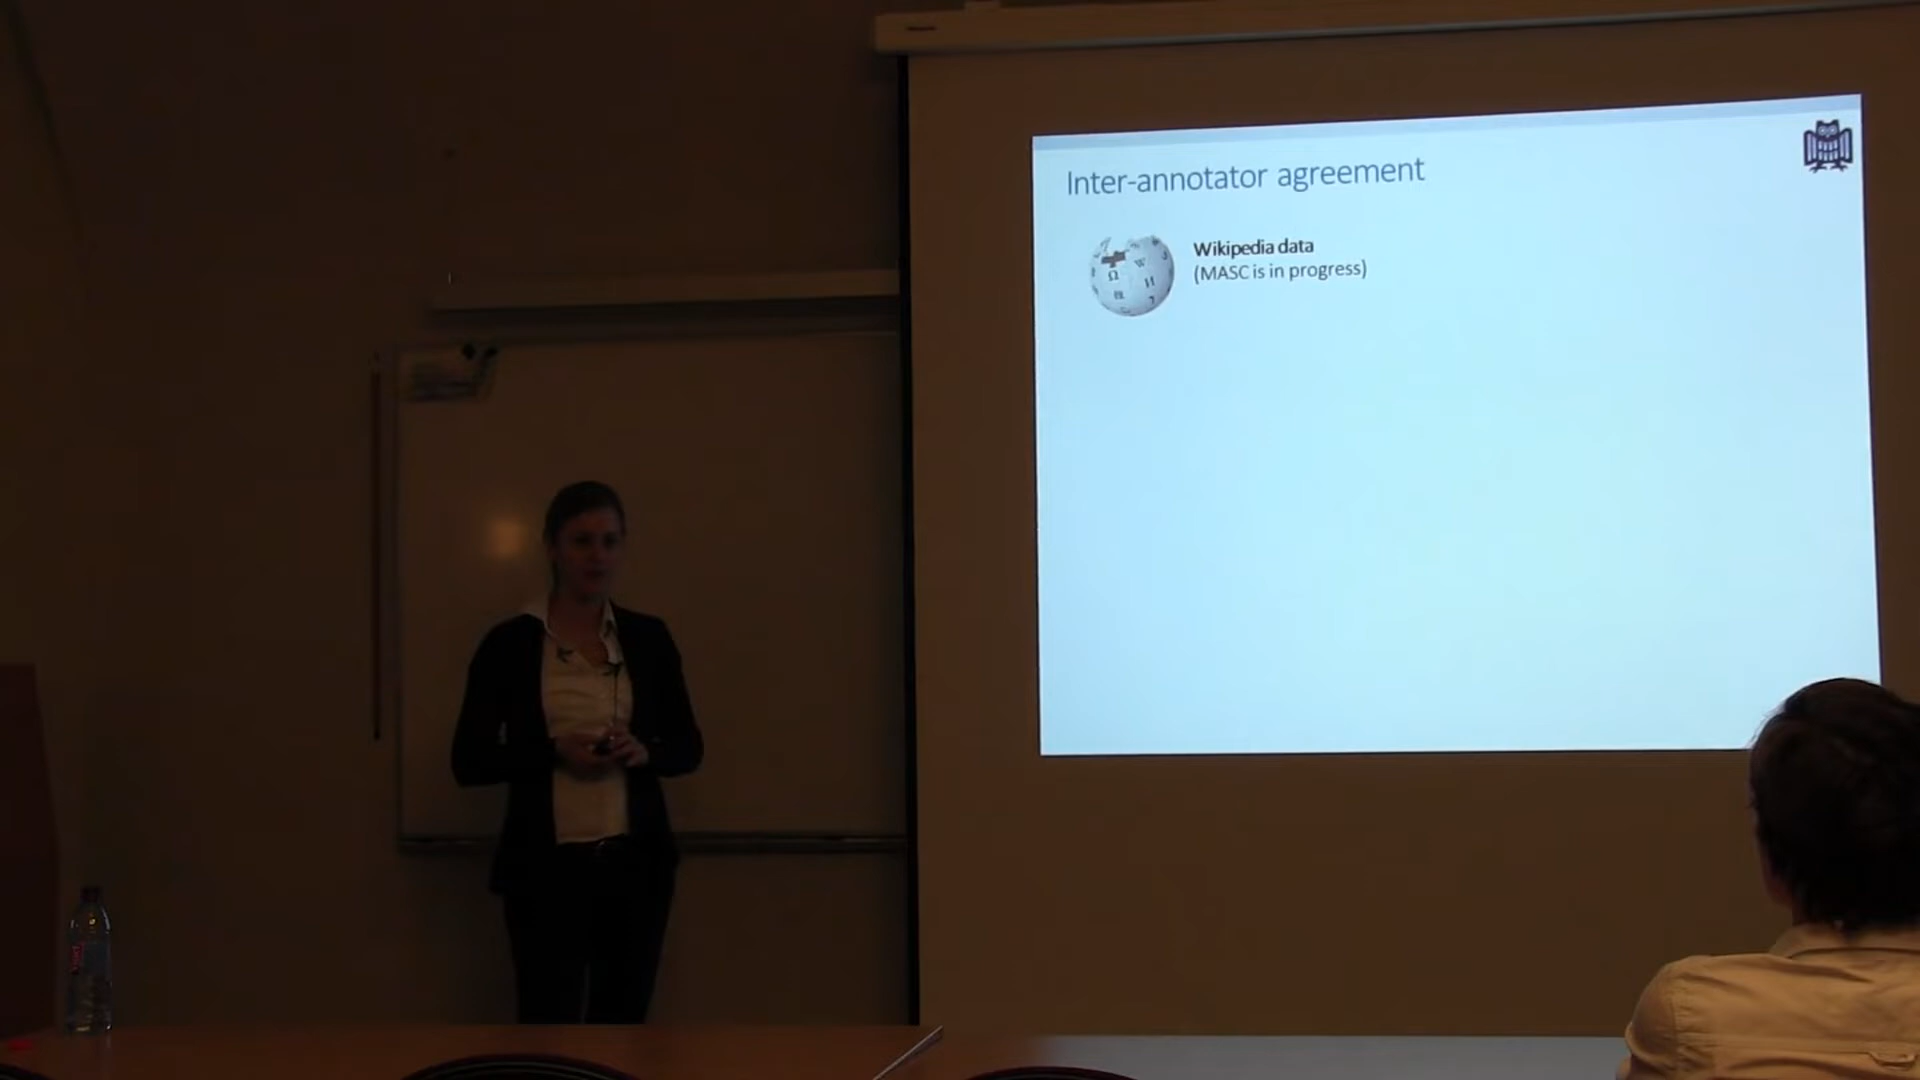 Inter-annotator agreement
Wikipedia data
(MASC is in progress)